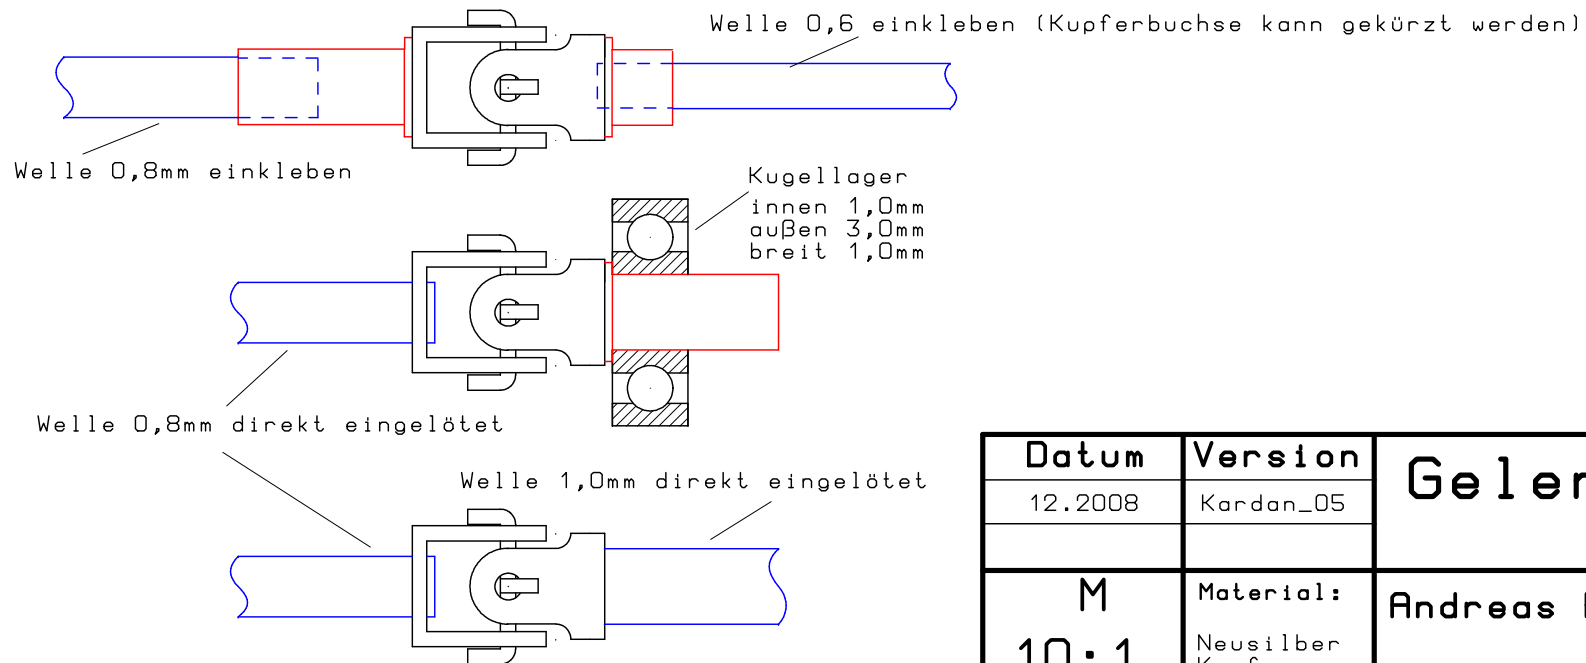 Welle 0,6 einkleben (Kupferbuchse kann gekürzt werden)
Welle 0,8mm einkleben
Kugellager
innen 1,0mm
außen 3,0mm
breit 1,0mm
Welle 0,8mm direkt eingelötet
Welle 1,0mm direkt eingelötet
Datum
Version
12.2008
Kardan_05
M
10:1
Material:
Neusilber
Andreas